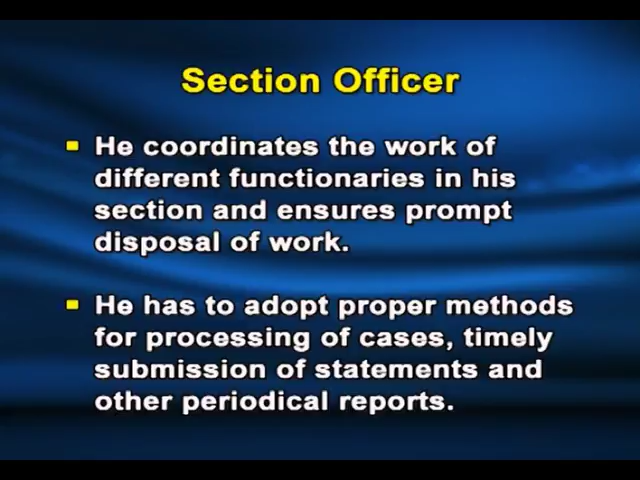 Section Officer
He coordinates the work of
different functionaries in his
section and ensures prompt
disposal of work.
He has to adopt proper methods
for processing of cases, timely
submission of statements and
other periodical reports.